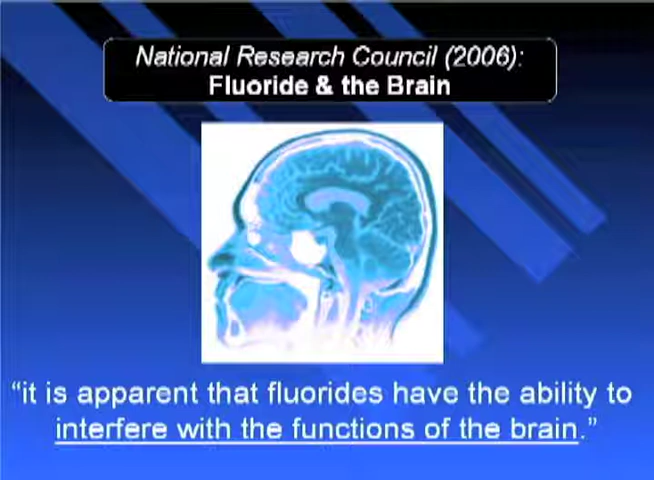 National Research Council (2006):
Fluoride & the Brain
“it is apparent that fluorides have the ability to
interfere with the functions of the brain.”